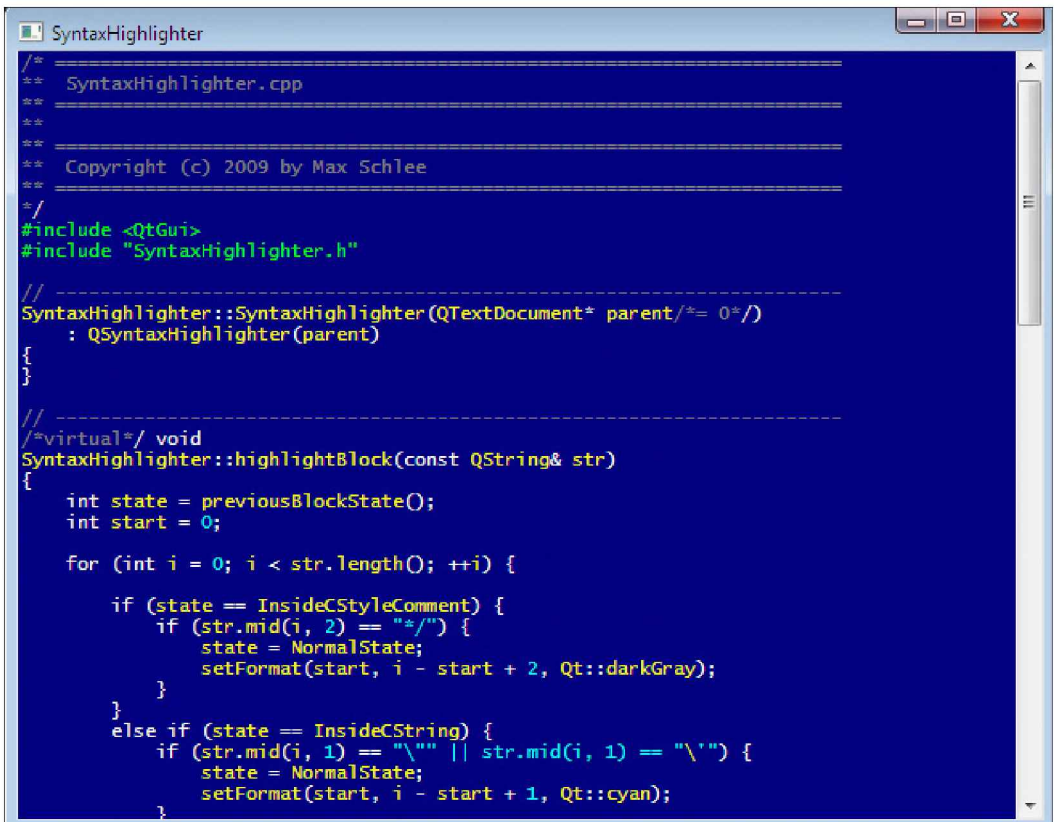 SyntaxHighlighter
/* ======================================================================
**  SyntaxHighlighter.cpp
** ======================================================================
**
** ======================================================================
**  Copyright (c) 2009 by Max Schlee
** ======================================================================
*/
#include <QtGui>
#include "SyntaxHighlighter.h"
// ----------------------------------------------------------------------
SyntaxHighlighter::SyntaxHighlighter(QTextDocument* parent/*= 0*/)
    : QSyntaxHighlighter(parent)
{
}
// ----------------------------------------------------------------------
/*virtual*/ void
SyntaxHighlighter::highlightBlock(const QString& str)
{
    int state = previousBlockState();
    int start = 0;
    for (int i = 0; i < str.length(); ++i) {
        if (state == InsideCStyleComment) {
            if (str.mid(i, 2) == "*/") {
                state = NormalState;
                setFormat(start, i - start + 2, Qt::darkGray);
            }
        }
        else if (state == InsideCString) {
            if (str.mid(i, 1) == "\"" || str.mid(i, 1) == "\'") {
                state = NormalState;
                setFormat(start, i - start + 1, Qt::cyan);
            }